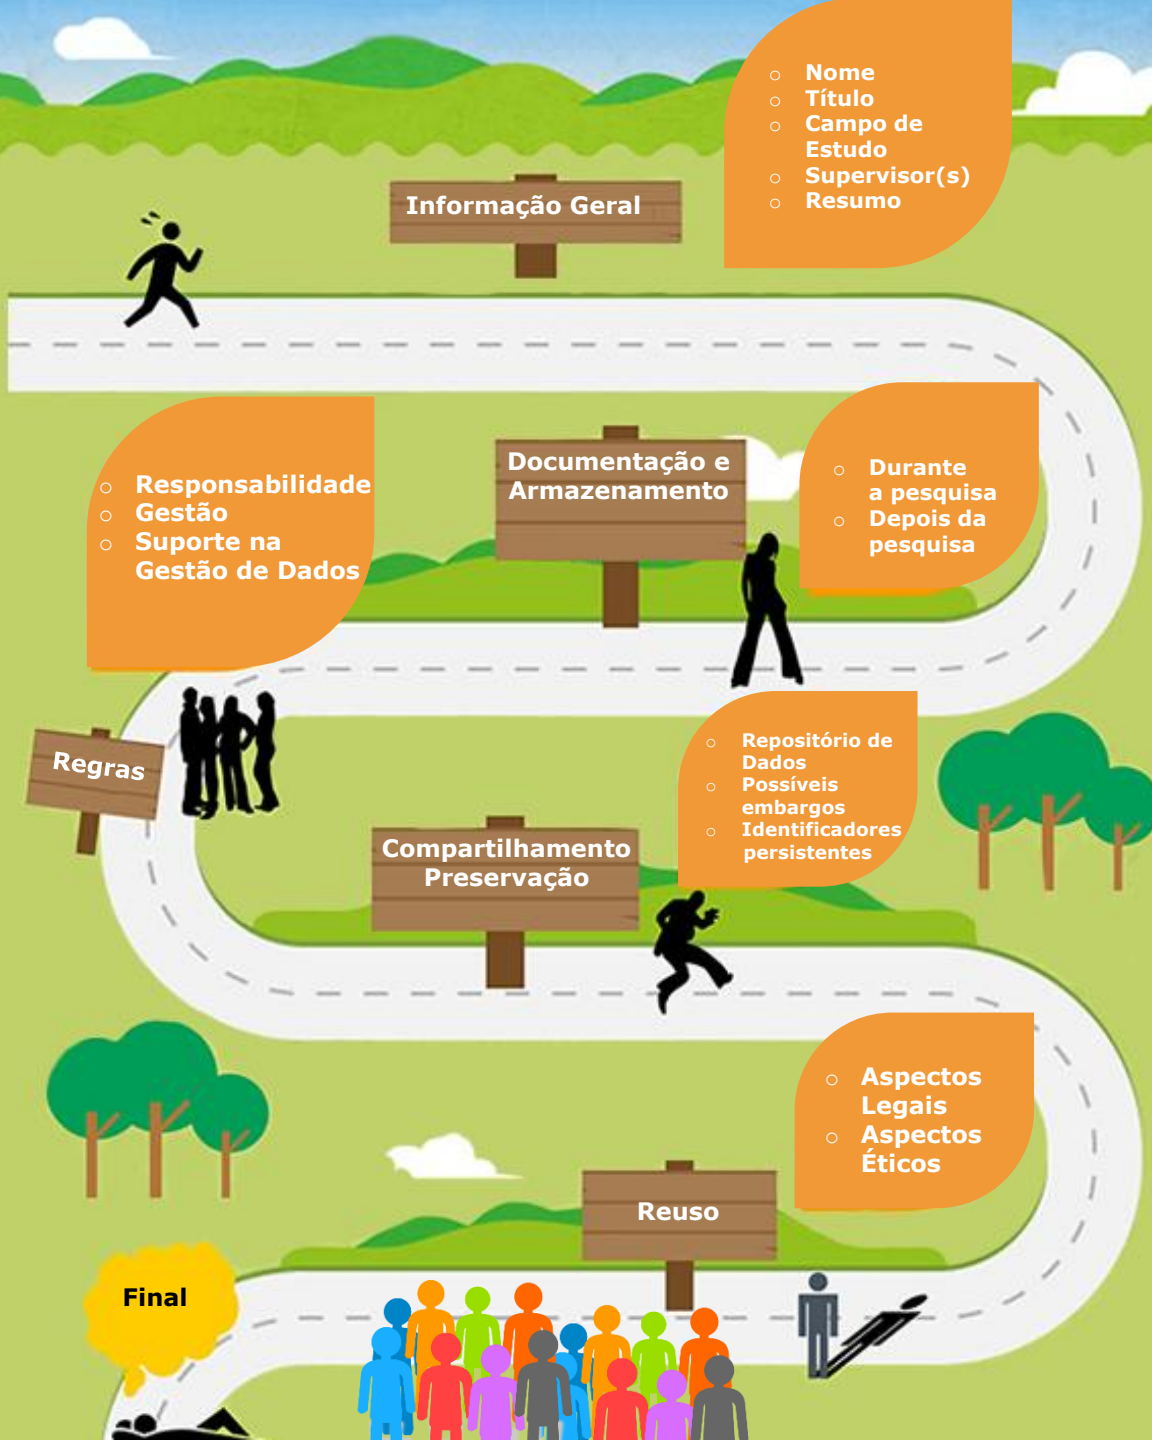 Informação Geral
Nome
Título
Campo de
Estudo
Supervisor(s)
Resumo
Documentação e
Armazenamento
Durante
a pesquisa
Depois da
pesquisa
Responsabilidade
Gestão
Suporte na
Gestão de Dados
Regras
Compartilhamento
Preservação
Repositório de
Dados
Possíveis
embargos
Identificadores
persistentes
Reuso
Aspectos
Legais
Aspectos
Éticos
Final